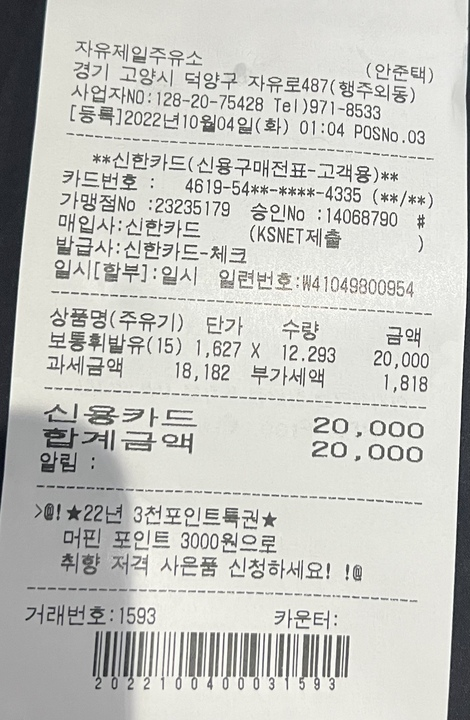 자유제일주유소 (안준택)
경기 고양시 덕양구 자유로487(행주외동)
사업자NO:128-20-75428 Tel)971-8533
[등록]2022년10월04일(화) 01:04 POSNo.03
**신한카드(신용구매전표-고객용)**
카드번호 : 4619-54**-****-4335 (**/**)
가맹점No :23235179 승인No :14068790 #
매입사:신한카드 (KSNET제출 )
발급사:신한카드-체크
일시[할부]:일시 일련번호:W41049800954
상품명(주유기) 단가 수량 금액
보통휘발유(15) 1,627 X 12.293 20,000
과세금액 18,182 부가세액 1,818
신용카드 20,000
합계금액 20,000
알림 :
>@!★22년 3천포인트특권★
머핀 포인트 3000원으로
취향 저격 사은품 신청하세요! !@
거래번호:1593 카운터:
20221004000031593